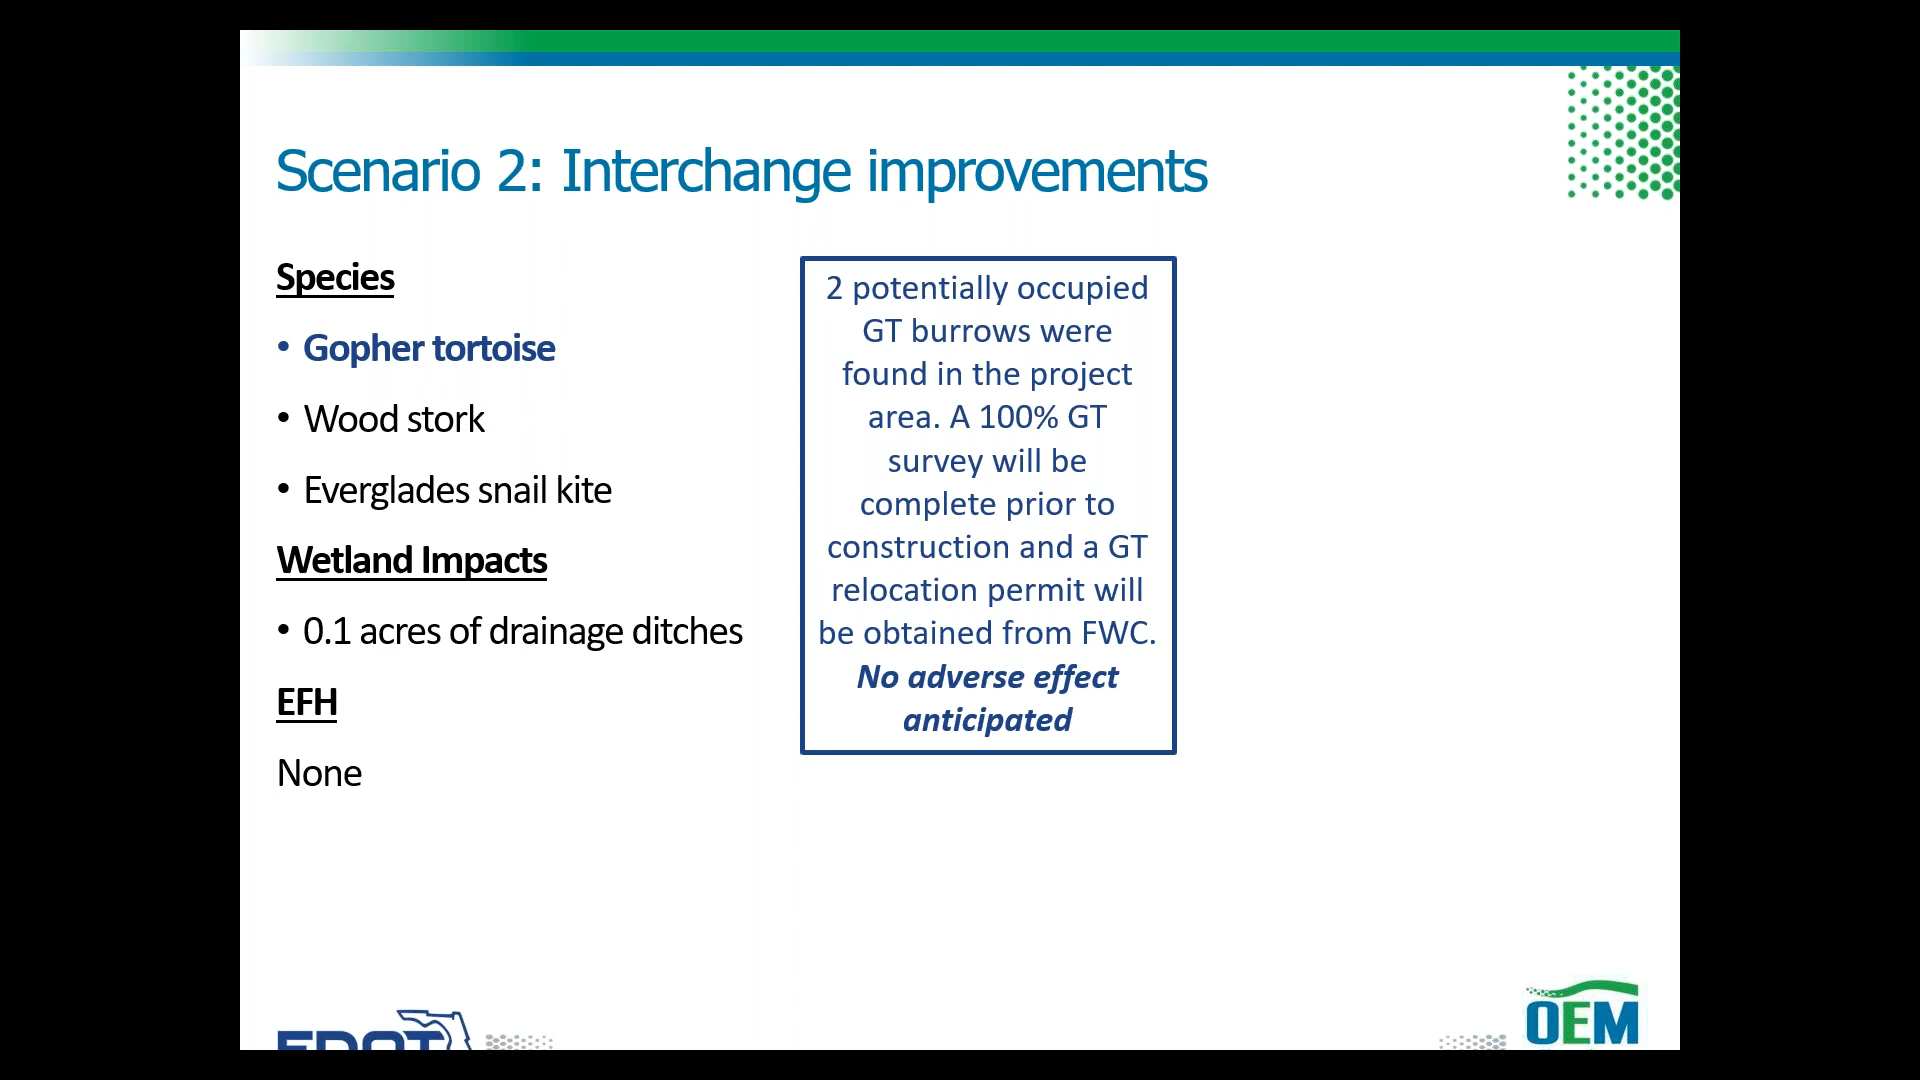 Scenario 2: Interchange improvements
Species
• Gopher tortoise
• Wood stork
• Everglades snail kite
Wetland Impacts
• 0.1 acres of drainage ditches
EFH
None
2 potentially occupied
GT burrows were
found in the project
area. A 100% GT
survey will be
complete prior to
construction and a GT
relocation permit will
be obtained from FWC.
No adverse effect
anticipated
FDOT
OEM